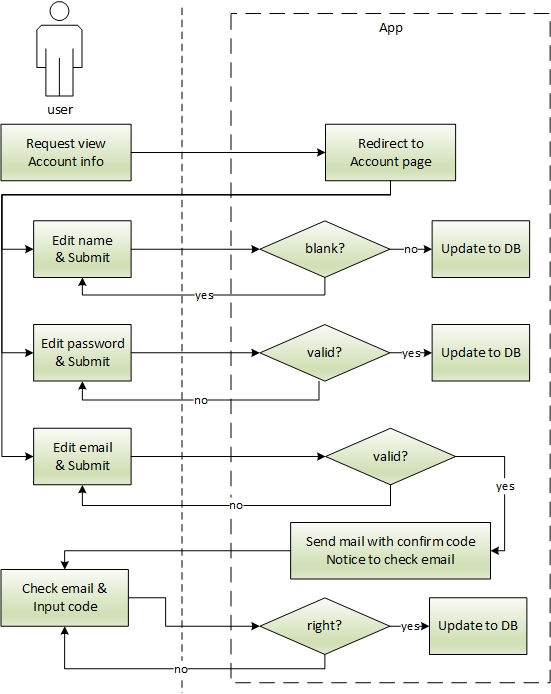 App
user
Request view
Account info
Redirect to
Account page
Edit name
& Submit
blank?
no
Update to DB
yes
Edit password
& Submit
valid?
yes
Update to DB
no
Edit email
& Submit
valid?
yes
no
Send mail with confirm code
Notice to check email
Check email &
Input code
right?
yes
Update to DB
no